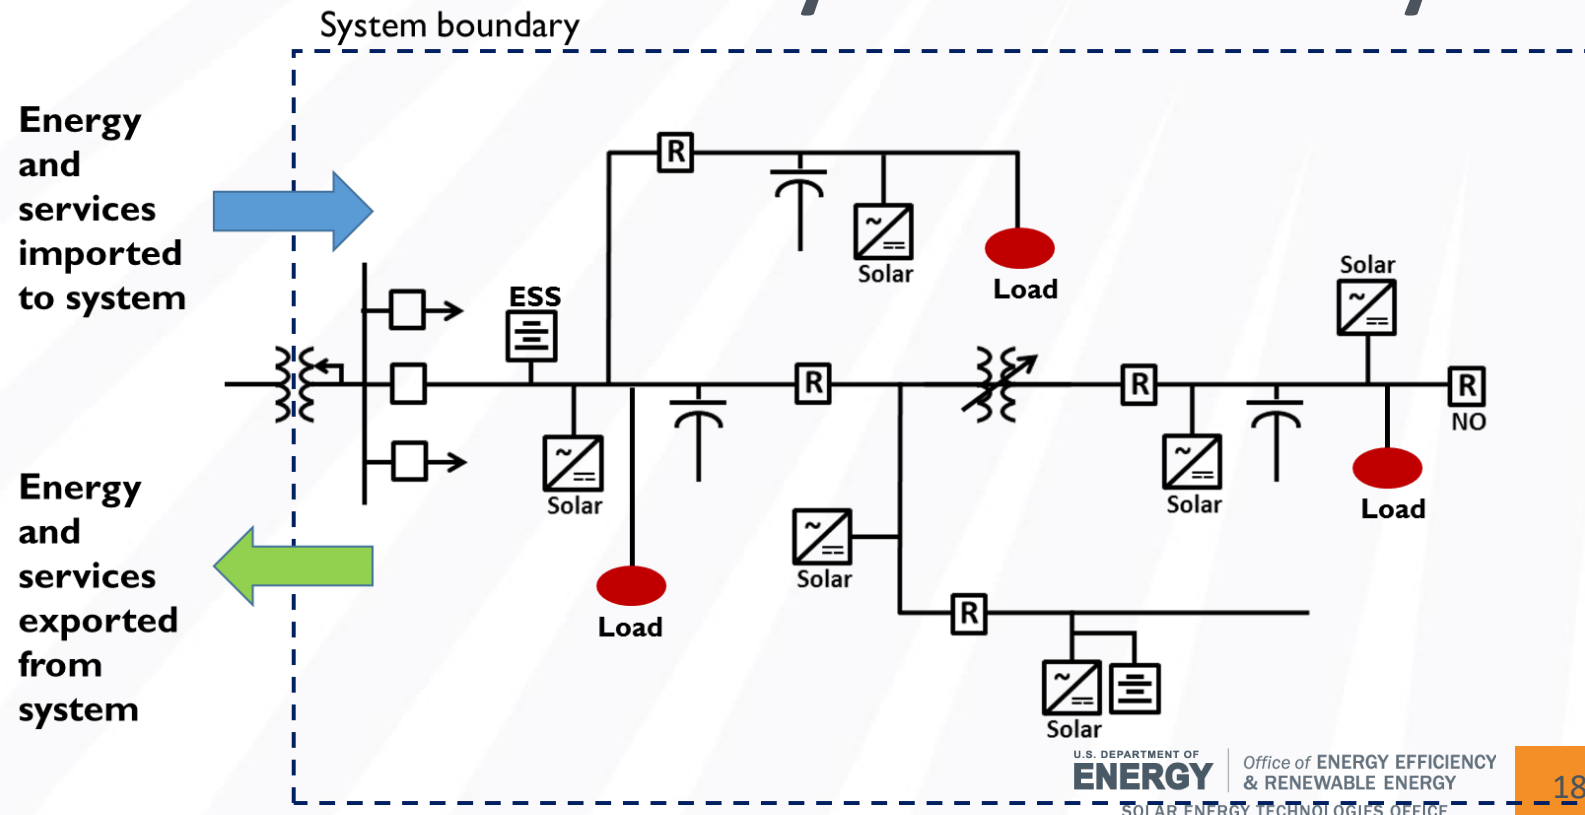 System boundary
Energy
and
services
imported
to system
Energy
and
services
exported
from
system
R
Solar
Load
ESS
Solar
R
R
R
NO
Solar
Load
Solar
Load
Solar
R
Solar
U.S. DEPARTMENT OF
ENERGY
Office of ENERGY EFFICIENCY
& RENEWABLE ENERGY
SOLAR ENERGY TECHNOLOGIES OFFICE
18